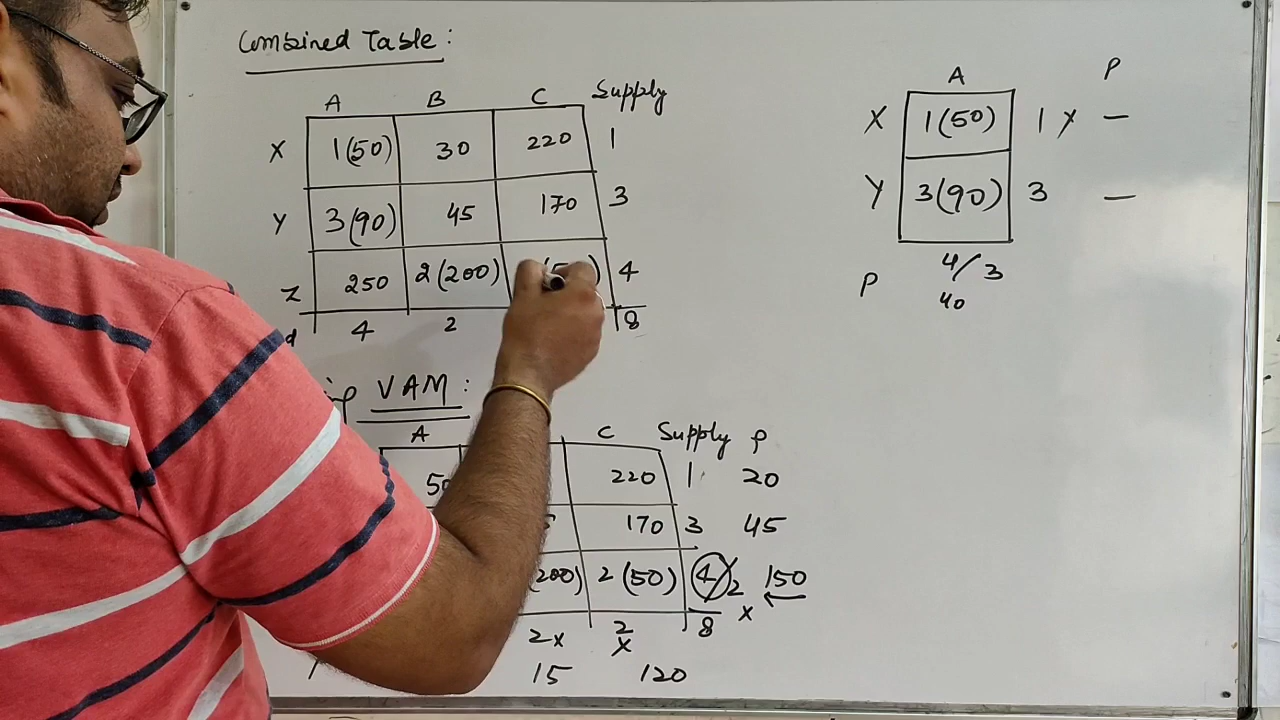 Combined Table:
A B C Supply
X 1(50) 30 220 1
Y 3(90) 45 170 3
Z 250 2(200) 4
d 4 2 8
VAM:
A C Supply P
50 220 1 20
170 3 45
(200) 2(50) 4/2 x 150
2x 2x 8
15 120
A P
X 1(50) 1 x —
Y 3(90) 3 —
P 4/3
40